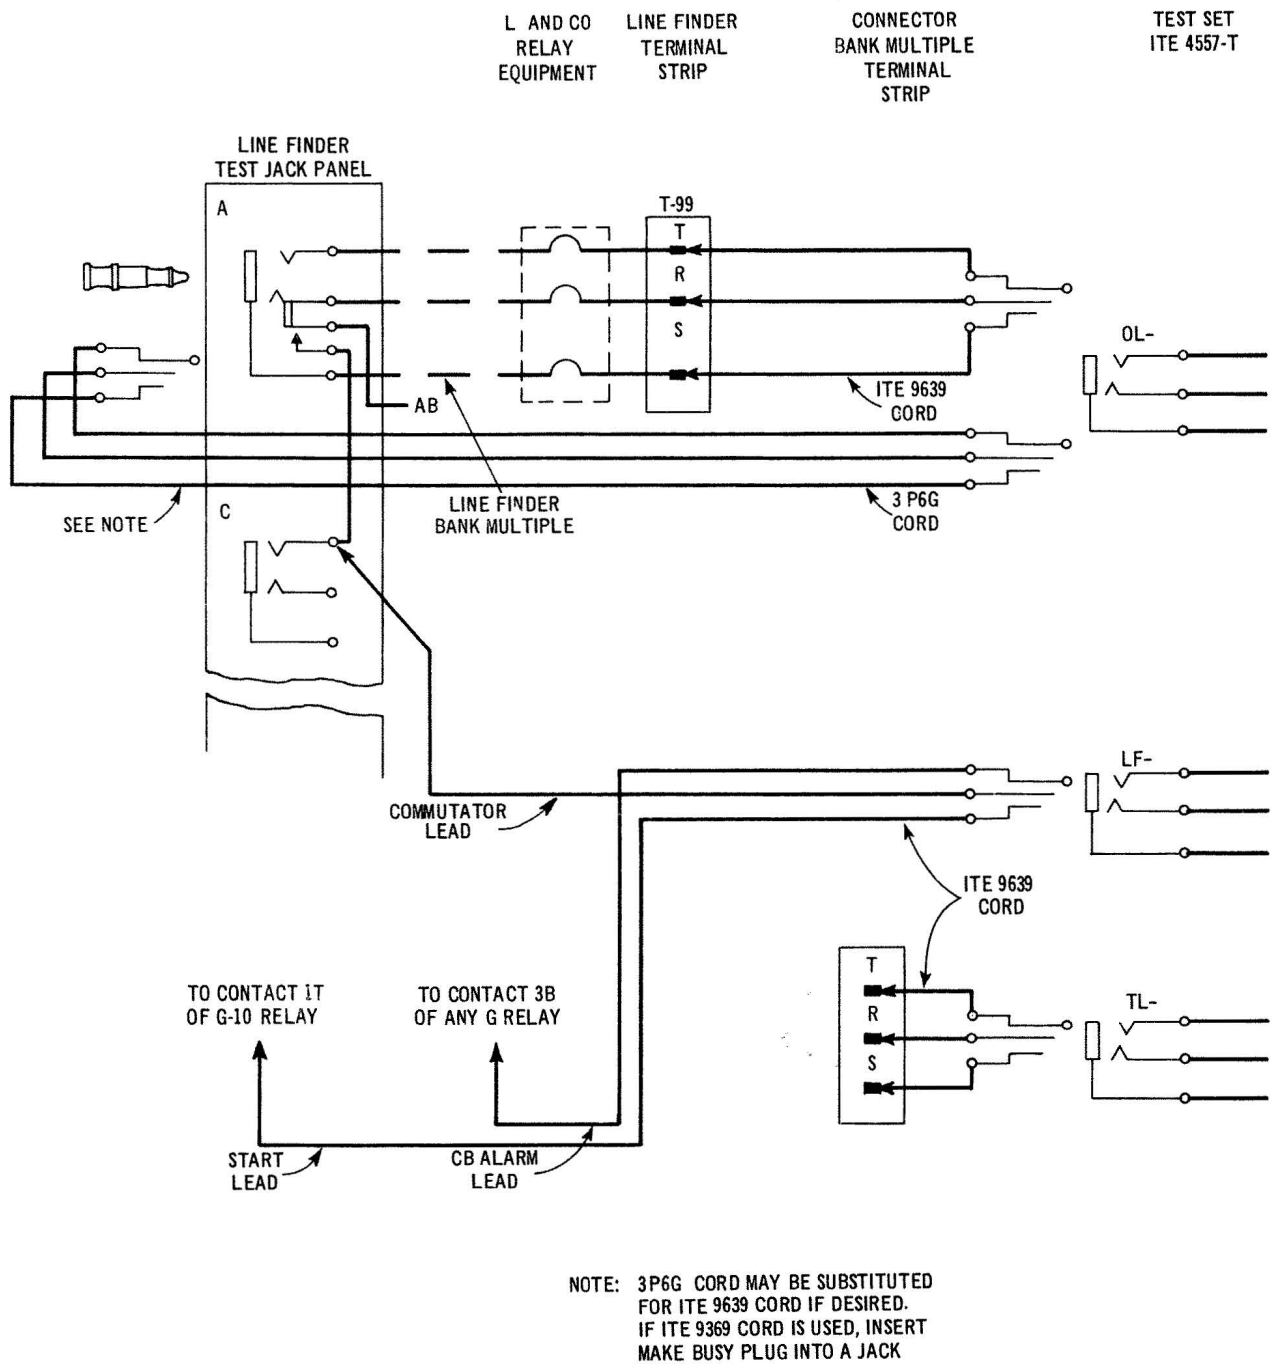 L AND CO
RELAY
EQUIPMENT
LINE FINDER
TERMINAL
STRIP
CONNECTOR
BANK MULTIPLE
TERMINAL
STRIP
TEST SET
ITE 4557-T
LINE FINDER
TEST JACK PANEL
A
T-99
T
R
S
OL-
AB
ITE 9639
CORD
SEE NOTE
C
LINE FINDER
BANK MULTIPLE
3 P6G
CORD
LF-
COMMUTATOR
LEAD
ITE 9639
CORD
T
R
S
TL-
TO CONTACT 1T
OF G-10 RELAY
TO CONTACT 3B
OF ANY G RELAY
START
LEAD
CB ALARM
LEAD
NOTE: 3P6G CORD MAY BE SUBSTITUTED
FOR ITE 9639 CORD IF DESIRED.
IF ITE 9369 CORD IS USED, INSERT
MAKE BUSY PLUG INTO A JACK